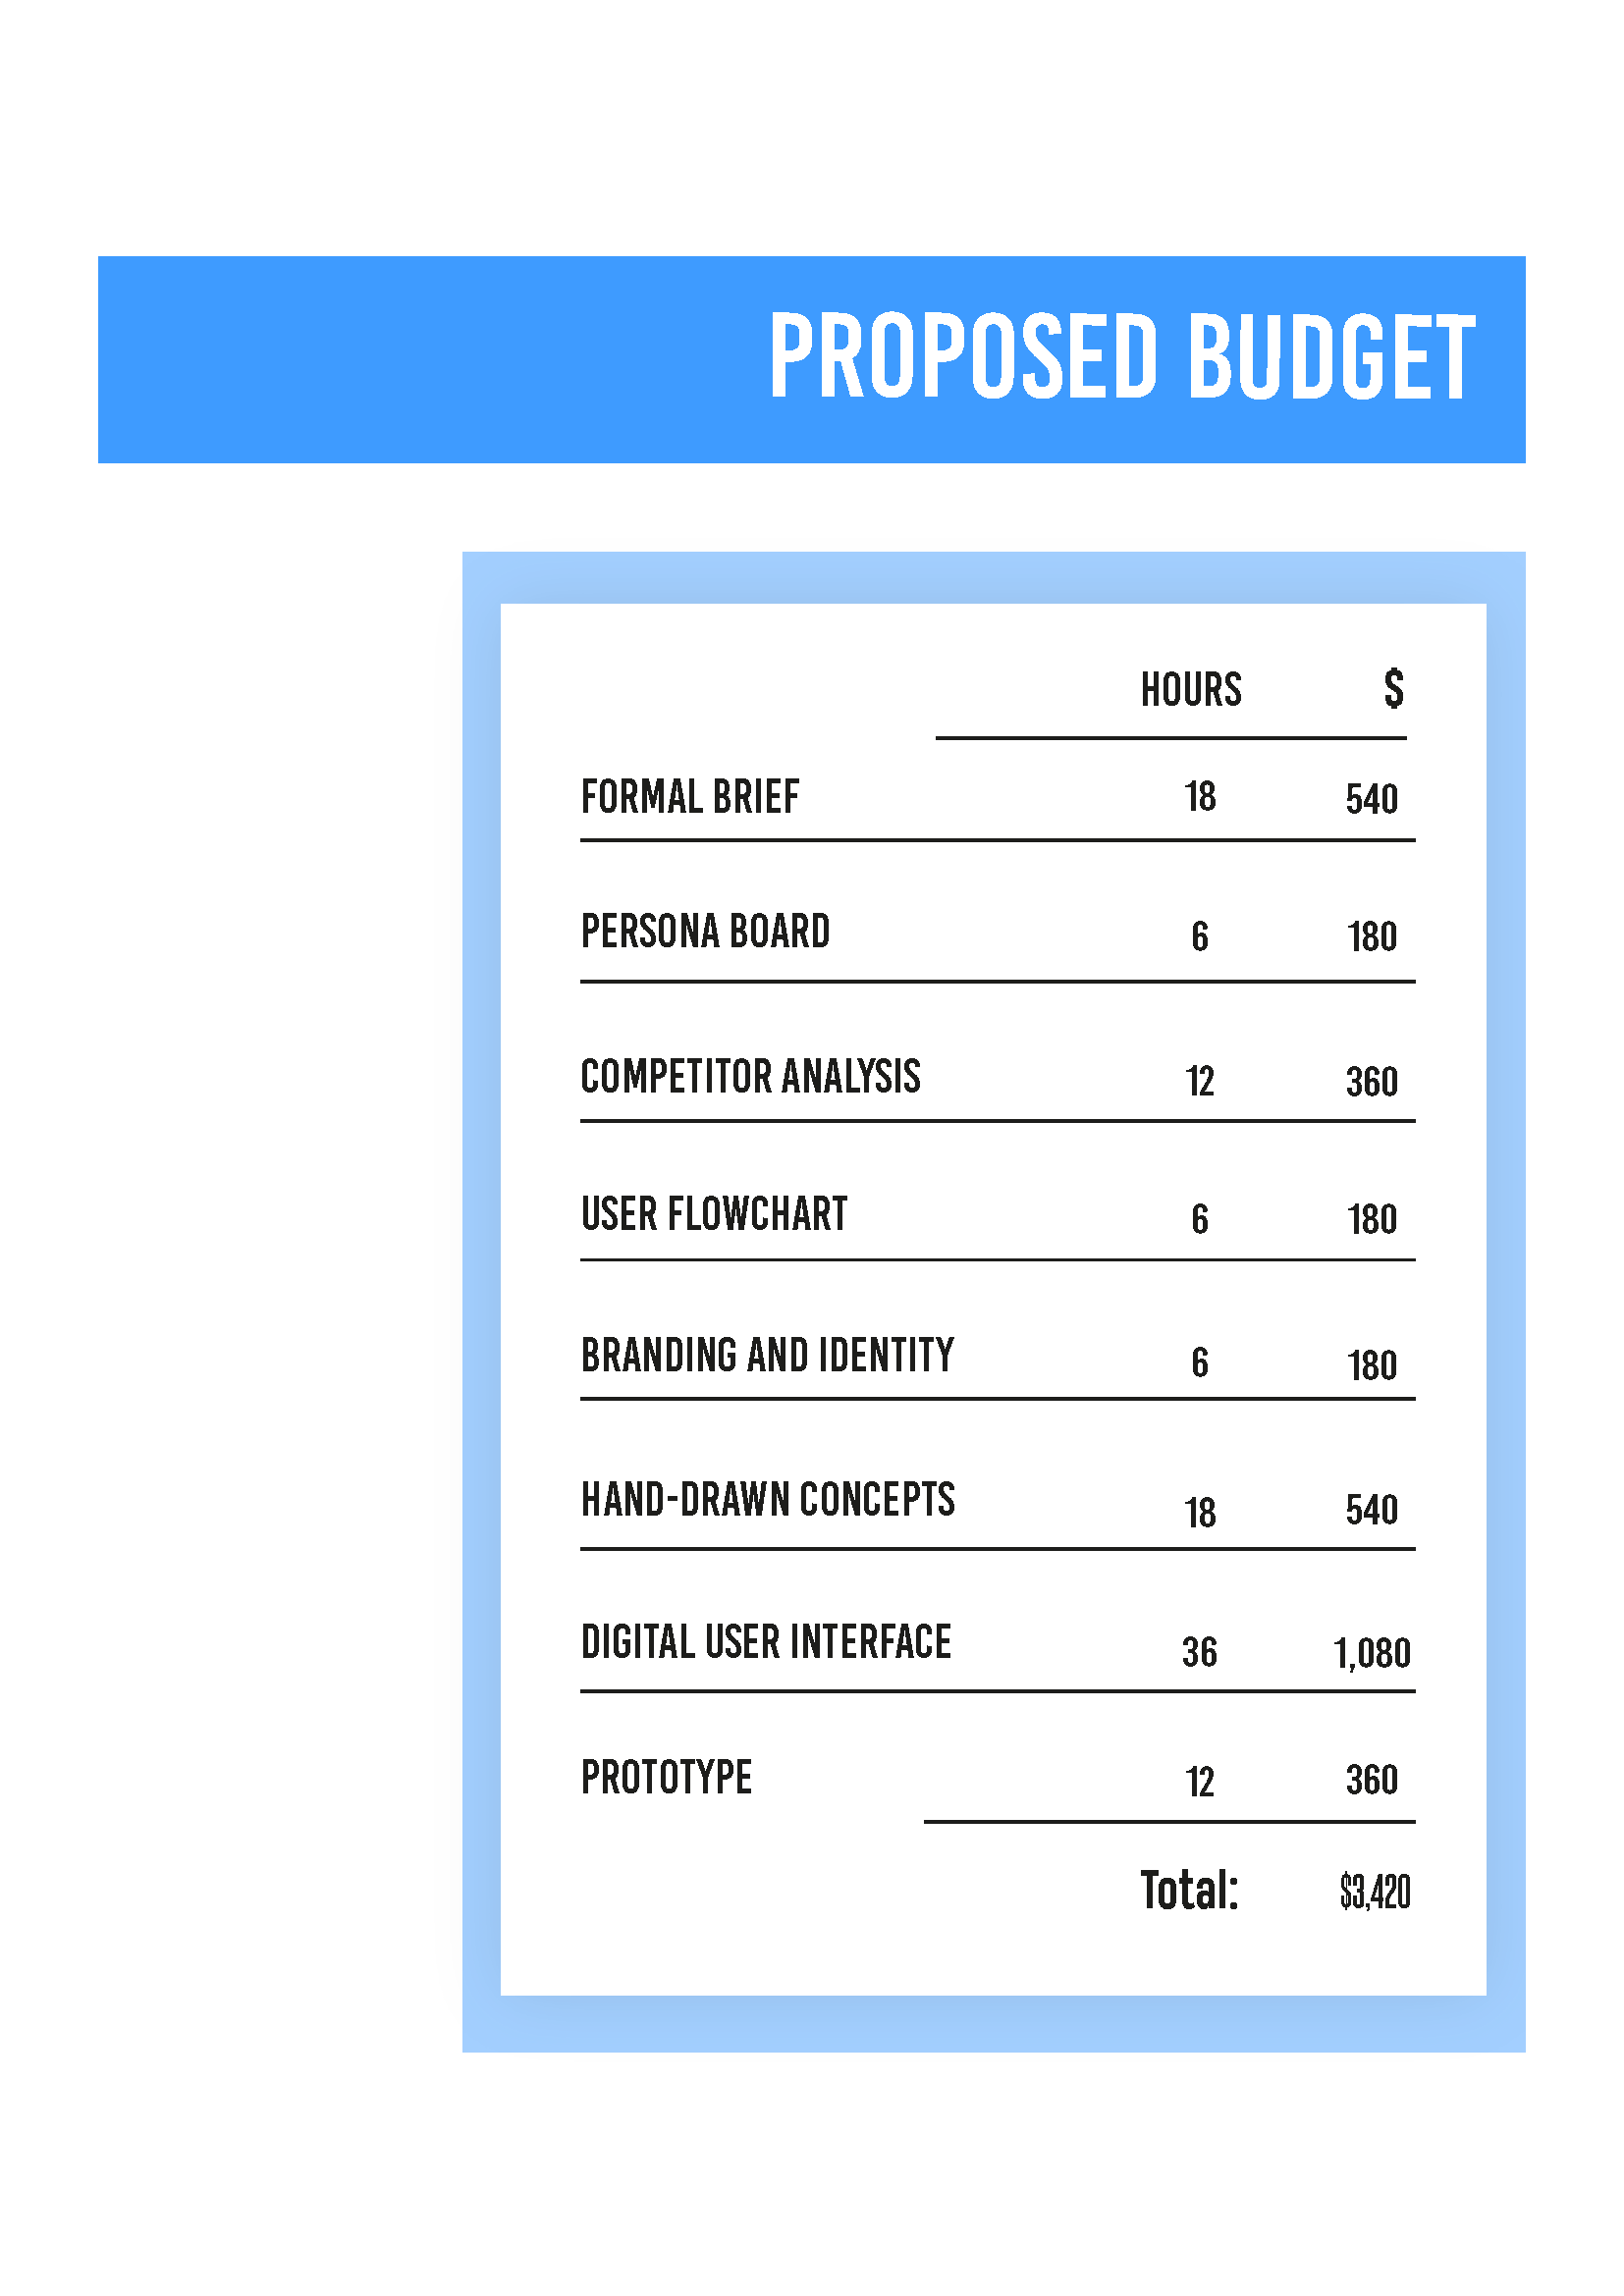 PROPOSED BUDGET
HOURS $
FORMAL BRIEF 18 540
PERSONA BOARD 6 180
COMPETITOR ANALYSIS 12 360
USER FLOWCHART 6 180
BRANDING AND IDENTITY 6 180
HAND-DRAWN CONCEPTS 18 540
DIGITAL USER INTERFACE 36 1,080
PROTOTYPE 12 360
Total: $3,420